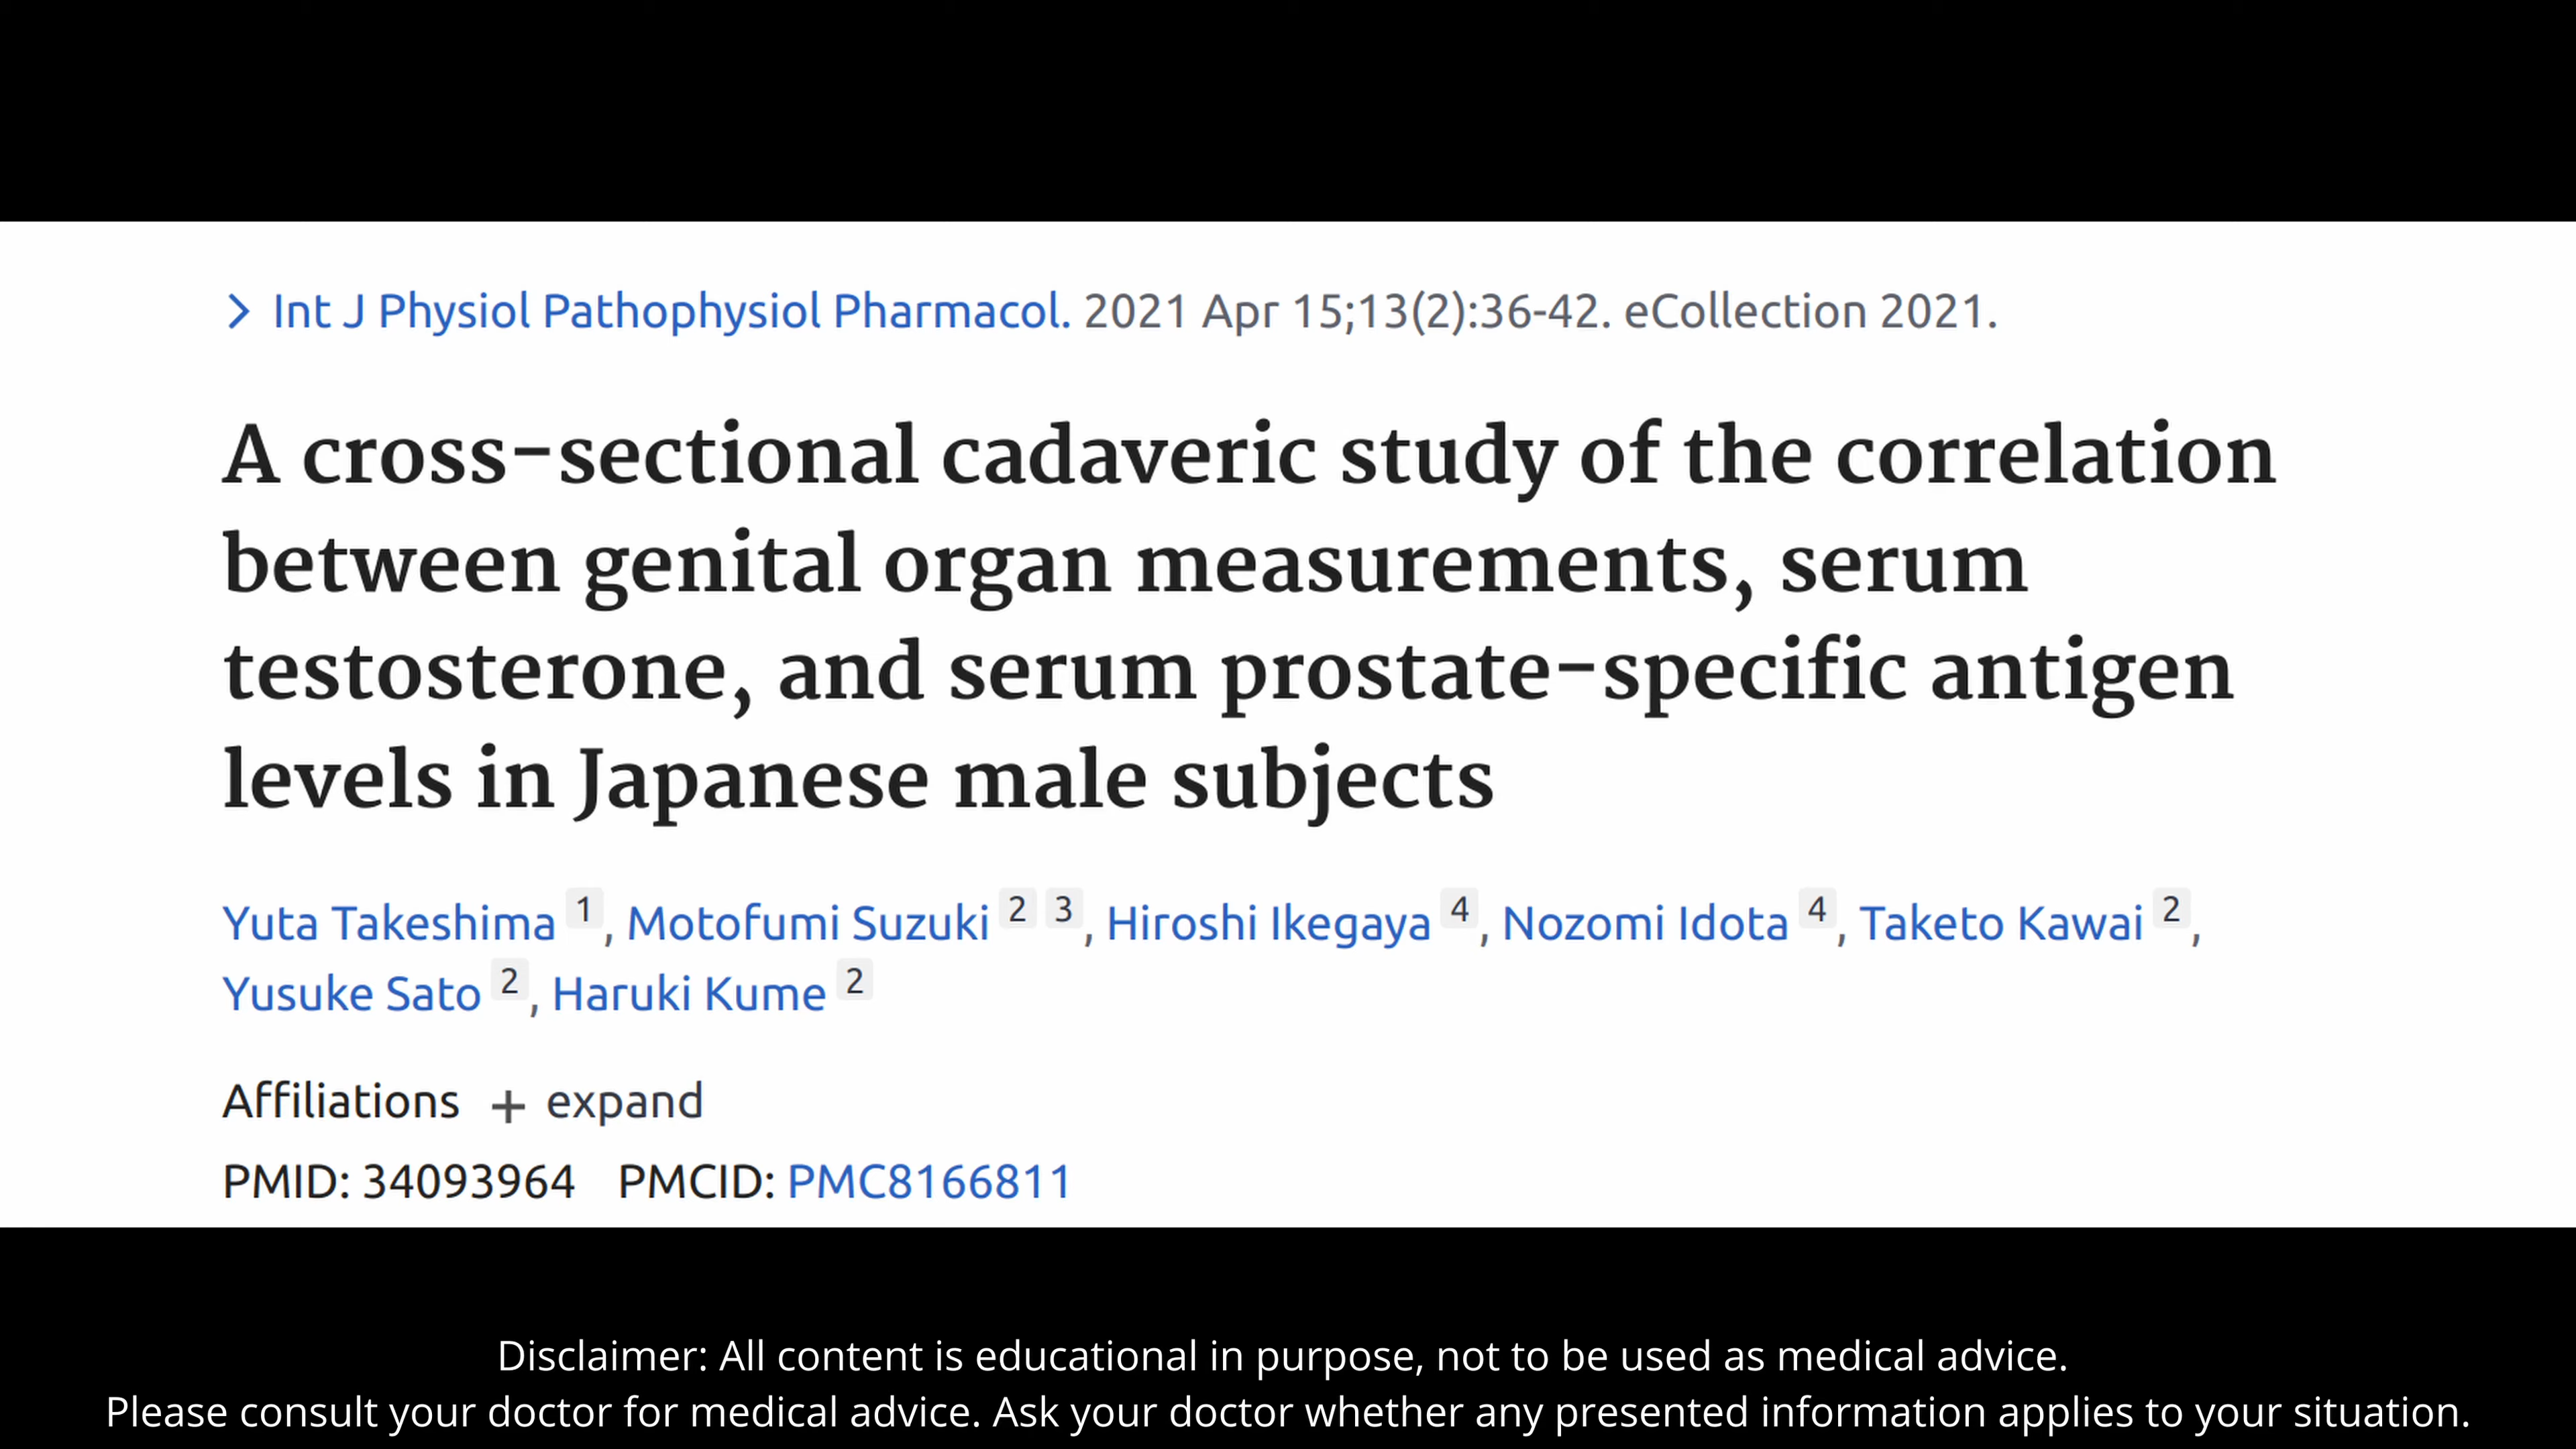 > Int J Physiol Pathophysiol Pharmacol. 2021 Apr 15;13(2):36-42. eCollection 2021.
A cross-sectional cadaveric study of the correlation
between genital organ measurements, serum
testosterone, and serum prostate-specific antigen
levels in Japanese male subjects
Yuta Takeshima 1, Motofumi Suzuki 2 3, Hiroshi Ikegaya 4, Nozomi Idota 4, Taketo Kawai 2,
Yusuke Sato 2, Haruki Kume 2
Affiliations + expand
PMID: 34093964 PMCID: PMC8166811
Disclaimer: All content is educational in purpose, not to be used as medical advice.
Please consult your doctor for medical advice. Ask your doctor whether any presented information applies to your situation.